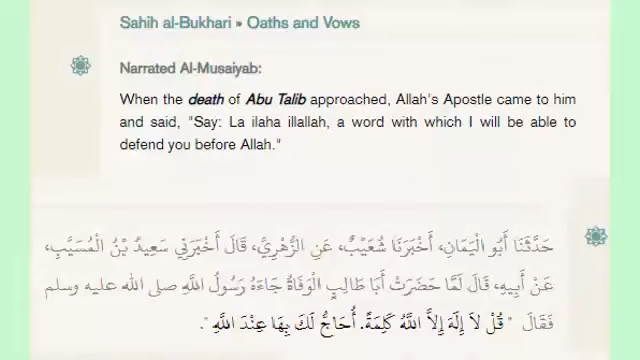 Sahih al-Bukhari » Oaths and Vows
Narrated Al-Musaiyab:
When the death of Abu Talib approached, Allah's Apostle came to him
and said, "Say: La ilaha illallah, a word with which I will be able to
defend you before Allah."
حَدَّثَنَا أَبُو الْيَمَانِ، أَخْبَرَنَا شُعَيْبٌ، عَنِ الزُّهْرِيِّ، قَالَ أَخْبَرَنِي سَعِيدُ بْنُ الْمُسَيَّبِ،
عَنْ أَبِيهِ، قَالَ لَمَّا حَضَرَتْ أَبَا طَالِبٍ الْوَفَاةُ جَاءَهُ رَسُولُ اللَّهِ صلى الله عليه وسلم
فَقَالَ " قُلْ لاَ إِلَهَ إِلاَّ اللَّهُ كَلِمَةً. أُحَاجُّ لَكَ بِهَا عِنْدَ اللَّهِ ".